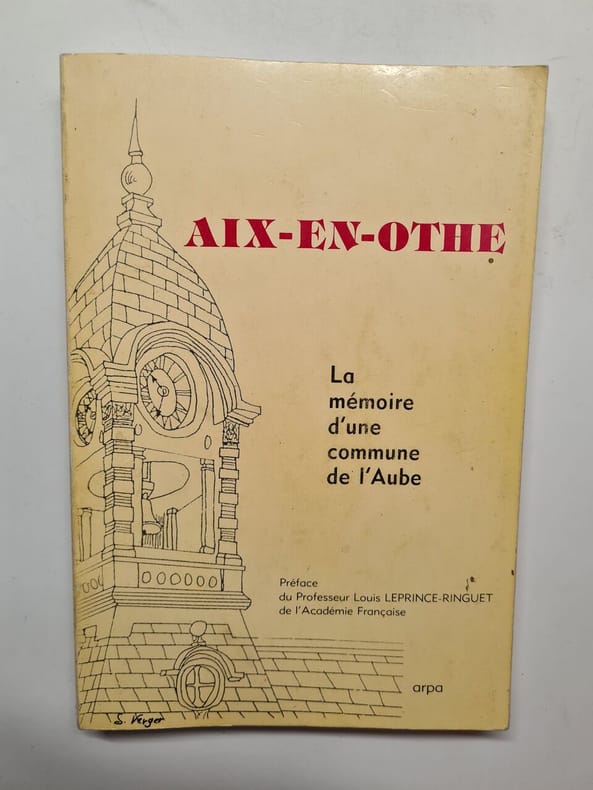 AIX-EN-OTHE
La
mémoire
d'une
commune
de l'Aube
Préface
du Professeur Louis LEPRINCE-RINGUET
de l'Académie Française
arpa
S. Verger